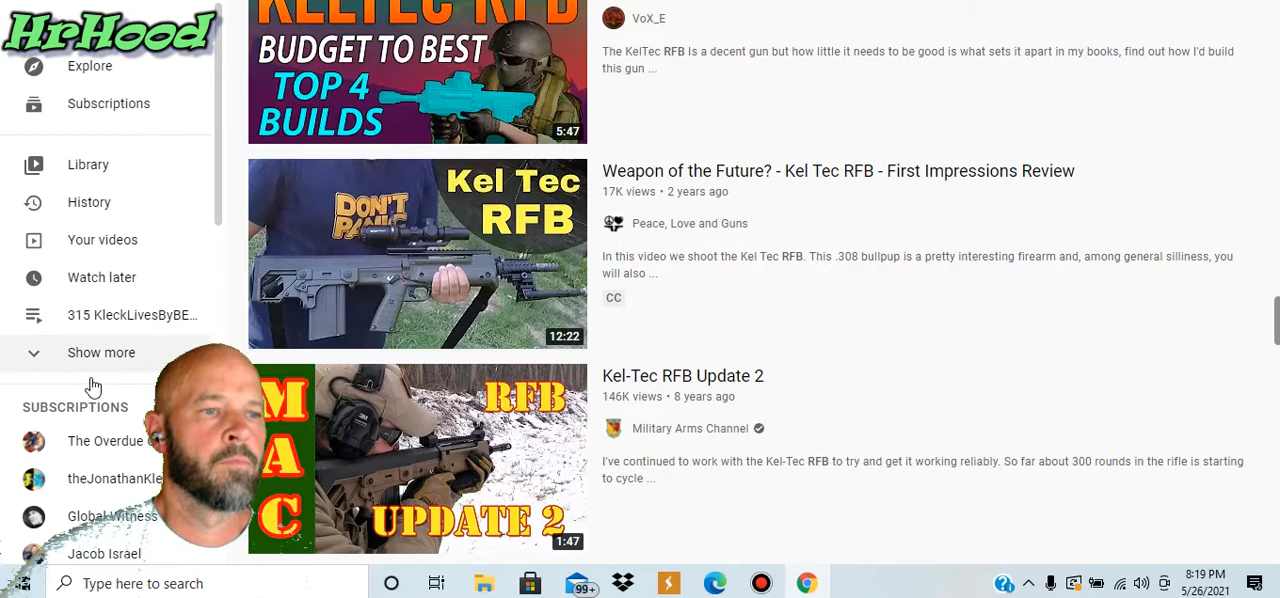 HrHood
Explore
Subscriptions
Library
History
Your videos
Watch later
315 KleckLivesByBE...
Show more
SUBSCRIPTIONS
The Overdue
theJonathanKle
Global Witness
Jacob Israel
KELTEC RFB
BUDGET TO BEST
TOP 4
BUILDS
5:47
VoX_E
The KelTec RFB Is a decent gun but how little it needs to be good is what sets it apart in my books, find out how I'd build
this gun ...
DON'T
PANIC
Kel Tec
RFB
12:22
Weapon of the Future? - Kel Tec RFB - First Impressions Review
17K views • 2 years ago
Peace, Love and Guns
In this video we shoot the Kel Tec RFB. This .308 bullpup is a pretty interesting firearm and, among general silliness, you
will also ...
CC
MAC
RFB
UPDATE 2
1:47
Kel-Tec RFB Update 2
146K views • 8 years ago
Military Arms Channel
I've continued to work with the Kel-Tec RFB to try and get it working reliably. So far about 300 rounds in the rifle is starting
to cycle ...
Type here to search
99+
8:19 PM
5/26/2021